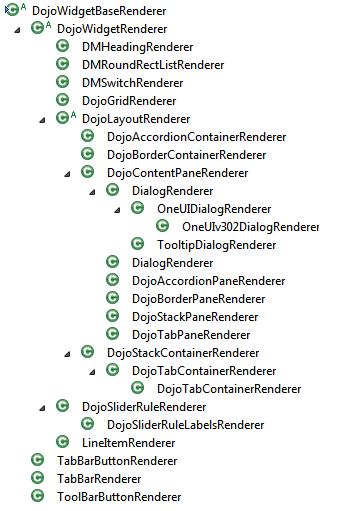 A DojoWidgetBaseRenderer
A DojoWidgetRenderer
DMHeadingRenderer
DMRoundRectListRenderer
DMSwitchRenderer
DojoGridRenderer
A DojoLayoutRenderer
DojoAccordionContainerRenderer
DojoBorderContainerRenderer
DojoContentPaneRenderer
DialogRenderer
OneUIDialogRenderer
OneUIv302DialogRenderer
TooltipDialogRenderer
DialogRenderer
DojoAccordionPaneRenderer
DojoBorderPaneRenderer
DojoStackPaneRenderer
DojoTabPaneRenderer
DojoStackContainerRenderer
DojoTabContainerRenderer
DojoTabContainerRenderer
DojoSliderRuleRenderer
DojoSliderRuleLabelsRenderer
LineItemRenderer
TabBarButtonRenderer
TabBarRenderer
ToolBarButtonRenderer